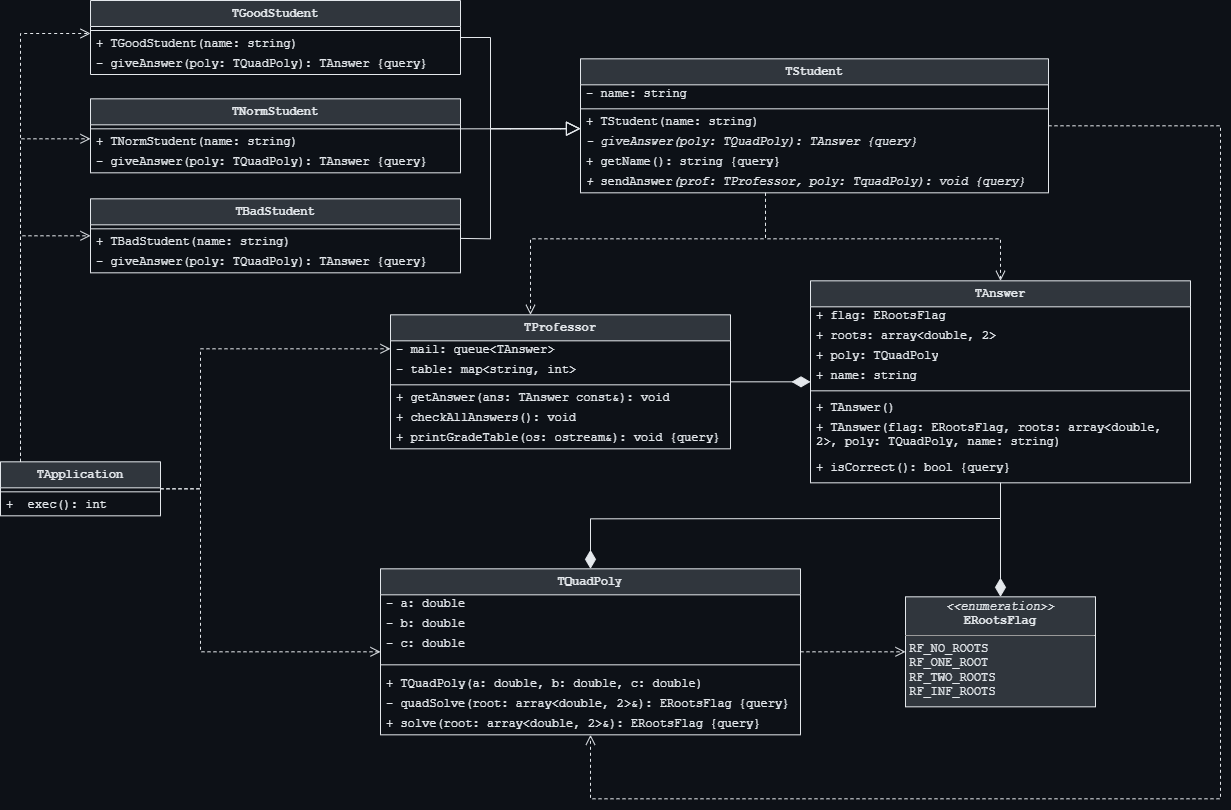 TGoodStudent
+ TGoodStudent(name: string)
- giveAnswer(poly: TQuadPoly): TAnswer {query}
TNormStudent
+ TNormStudent(name: string)
- giveAnswer(poly: TQuadPoly): TAnswer {query}
TBadStudent
+ TBadStudent(name: string)
- giveAnswer(poly: TQuadPoly): TAnswer {query}
TStudent
- name: string
+ TStudent(name: string)
- giveAnswer(poly: TQuadPoly): TAnswer {query}
+ getName(): string {query}
+ sendAnswer(prof: TProfessor, poly: TquadPoly): void {query}
TProfessor
- mail: queue<TAnswer>
- table: map<string, int>
+ getAnswer(ans: TAnswer const&): void
+ checkAllAnswers(): void
+ printGradeTable(os: ostream&): void {query}
TAnswer
+ flag: ERootsFlag
+ roots: array<double, 2>
+ poly: TQuadPoly
+ name: string
+ TAnswer()
+ TAnswer(flag: ERootsFlag, roots: array<double,
2>, poly: TQuadPoly, name: string)
+ isCorrect(): bool {query}
TApplication
+ exec(): int
TQuadPoly
- a: double
- b: double
- c: double
+ TQuadPoly(a: double, b: double, c: double)
- quadSolve(root: array<double, 2>&): ERootsFlag {query}
+ solve(root: array<double, 2>&): ERootsFlag {query}
<<enumeration>>
ERootsFlag
RF_NO_ROOTS
RF_ONE_ROOT
RF_TWO_ROOTS
RF_INF_ROOTS